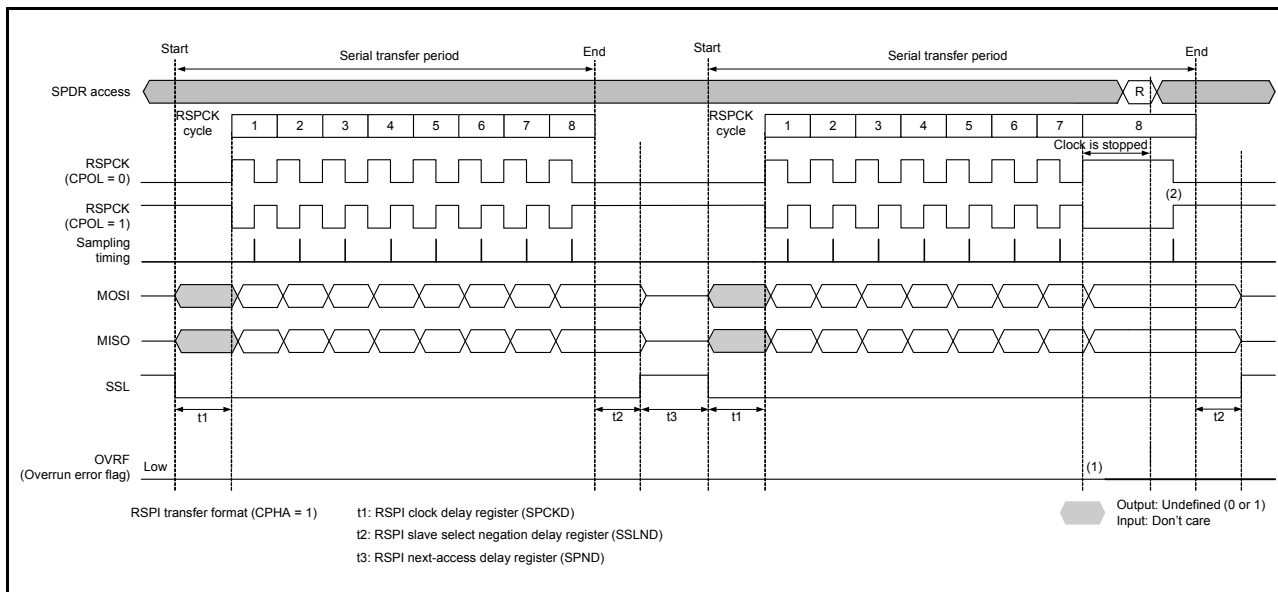 Start
Serial transfer period
End
Start
Serial transfer period
End
SPDR access
R
RSPCK
cycle
1 2 3 4 5 6 7 8
RSPCK
cycle
1 2 3 4 5 6 7 8
Clock is stopped
RSPCK
(CPOL = 0)
(2)
RSPCK
(CPOL = 1)
Sampling
timing
MOSI
MISO
SSL
t1
t2
t3
t1
t2
OVRF
(Overrun error flag)
Low
(1)
RSPI transfer format (CPHA = 1)
t1: RSPI clock delay register (SPCKD)
t2: RSPI slave select negation delay register (SSLND)
t3: RSPI next-access delay register (SPND)
Output: Undefined (0 or 1)
Input: Don't care